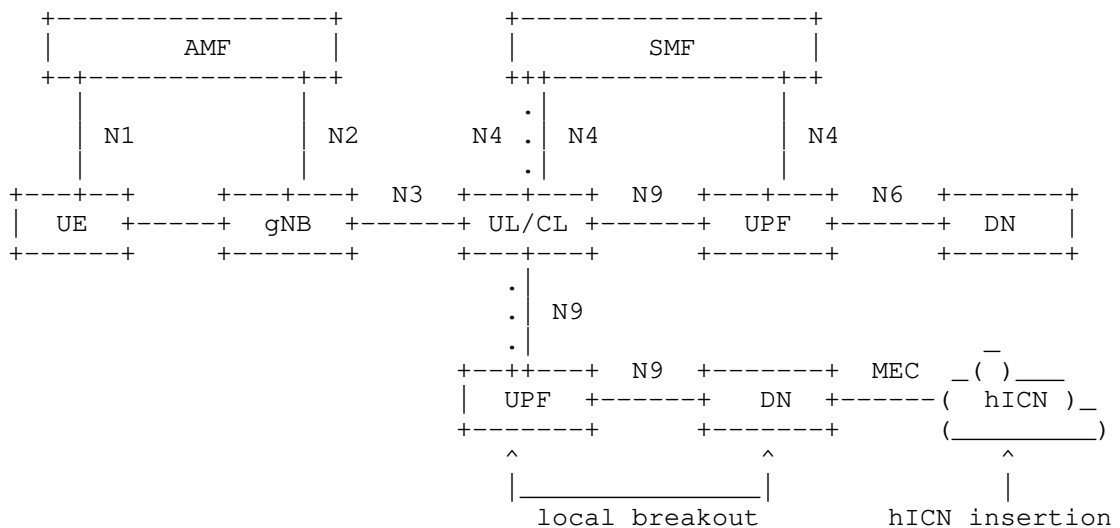 AMF SMF
N1 N2 N4 N4 N4
N3 N9 N6
UE gNB UL/CL UPF DN
N9
N9 MEC
UPF DN hICN
local breakout hICN insertion